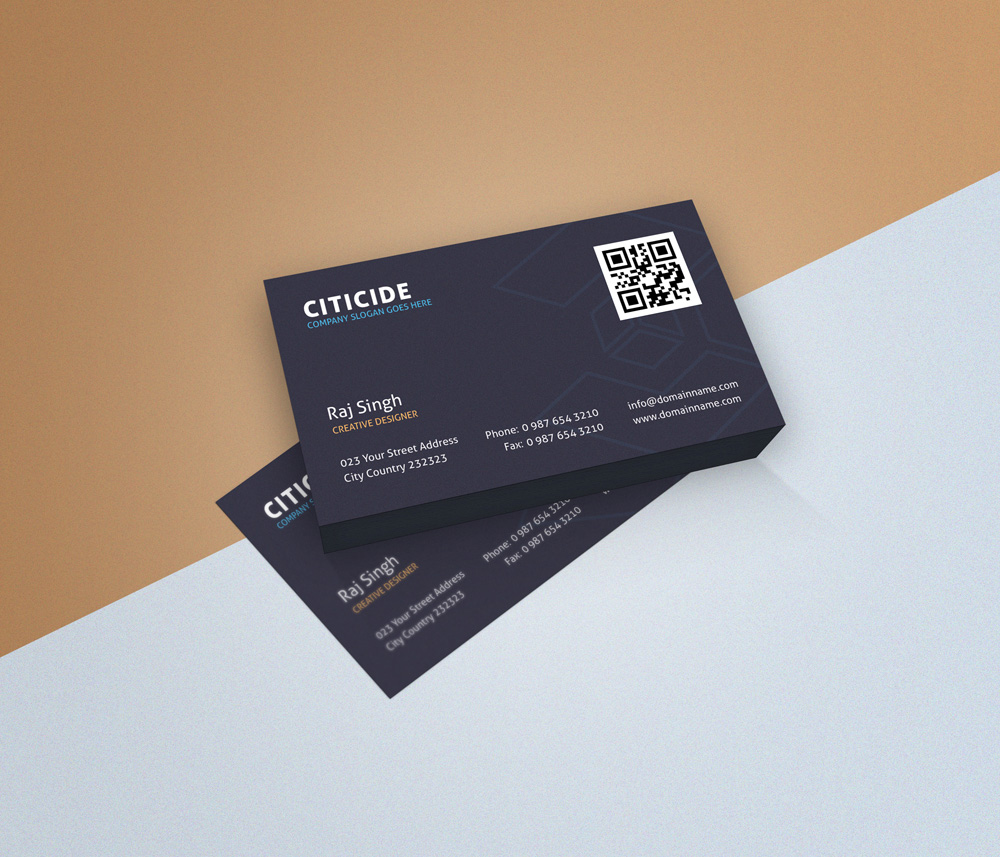 CITICIDE
COMPANY SLOGAN GOES HERE
Raj Singh
CREATIVE DESIGNER
023 Your Street Address
City Country 232323
Phone: 0 987 654 3210
Fax: 0 987 654 3210
info@domainname.com
www.domainname.com
CITIC
COMPANY S
Raj Singh
CREATIVE DESIGNER
023 Your Street Address
City Country 232323
Phone: 0 987 654 3210
Fax: 0 987 654 3210